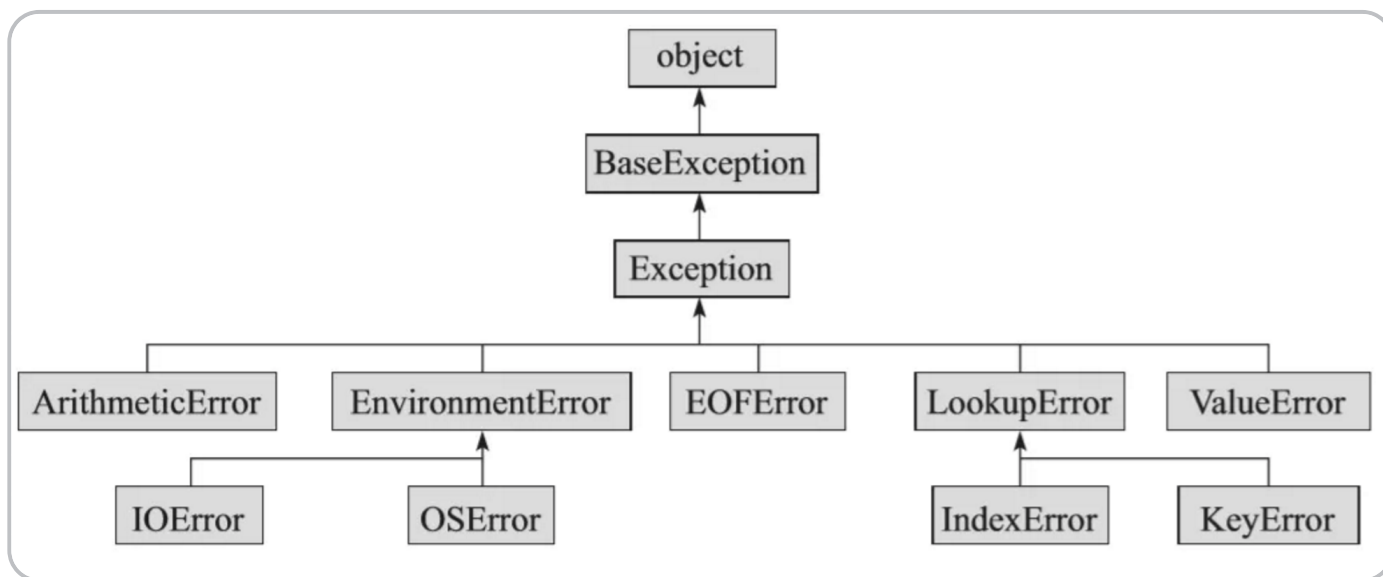 object
BaseException
Exception
ArithmeticError
EnvironmentError
EOFError
LookupError
ValueError
IOError
OSError
IndexError
KeyError